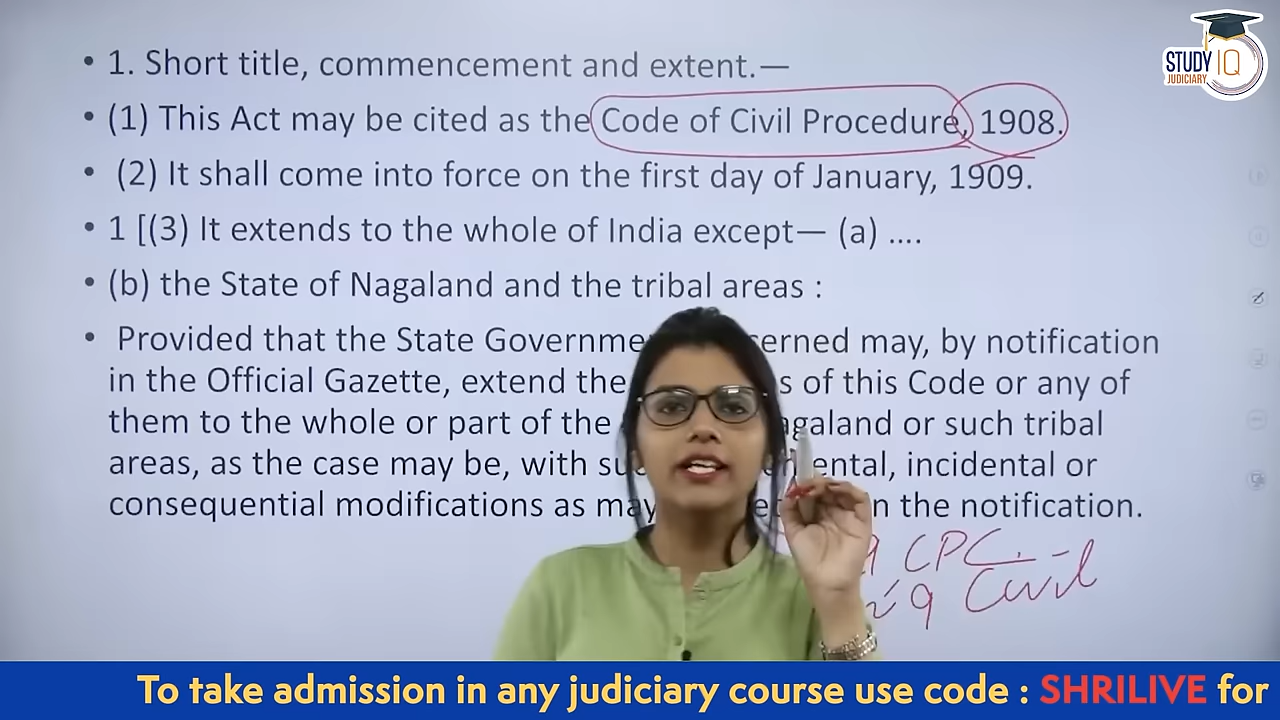 STUDY IQ
JUDICIARY
• 1. Short title, commencement and extent.—
• (1) This Act may be cited as the Code of Civil Procedure, 1908.
• (2) It shall come into force on the first day of January, 1909.
• 1 [(3) It extends to the whole of India except— (a) ....
• (b) the State of Nagaland and the tribal areas :
• Provided that the State may, by notification
in the Official Gazette, extend the of this Code or any of
them to the whole or part of the or such tribal
areas, as the case may be, with incidental or
consequential modifications as may the notification.
CPC. -
Civil
To take admission in any judiciary course use code : SHRILIVE for